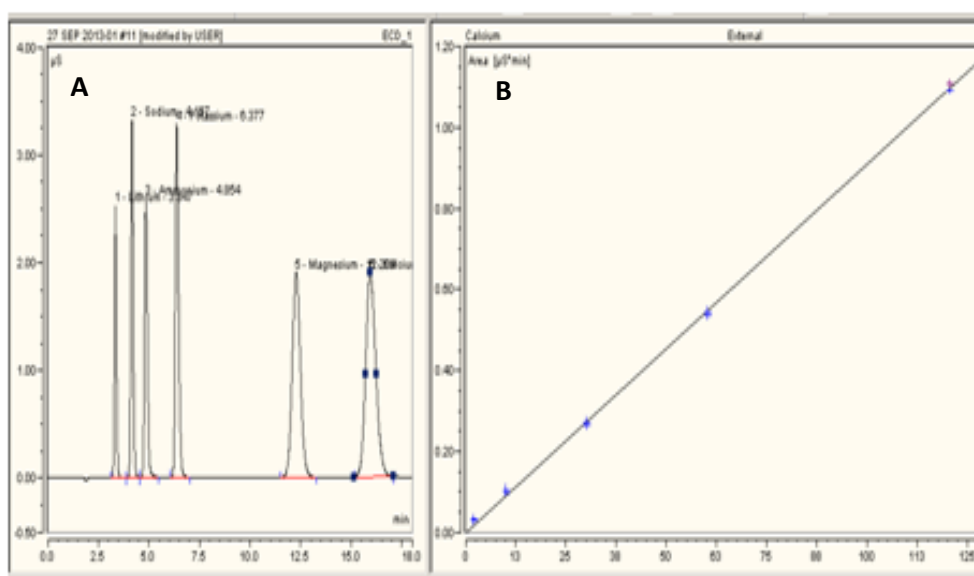 27 SEP 2013-01 #11 [modified by USER]
ECD_1
µS
A
4.00
3.00
2.00
1.00
0.00
-0.50
2 - Sodium
6.377
1 - Lithium
3 - Ammonium - 4.854
5 - Magnesium
min
0.0 2.5 5.0 7.5 10.0 12.5 15.0 18.0
Calcium
External
Area [µS*min]
B
1.20
1.00
0.80
0.60
0.40
0.20
0.00
0 13 25 38 50 63 75 88 100 113 125